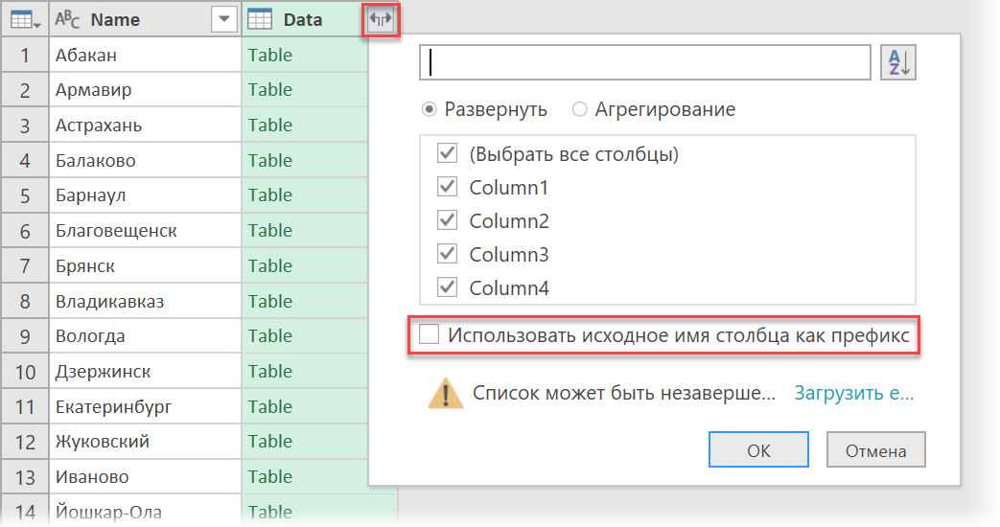 ABC Name Data
1 Абакан Table
2 Армавир Table
3 Астрахань Table
4 Балаково Table
5 Барнаул Table
6 Благовещенск Table
7 Брянск Table
8 Владикавказ Table
9 Вологда Table
10 Дзержинск Table
11 Екатеринбург Table
12 Жуковский Table
13 Иваново Table
14 Йошкар-Ола Table
AZ
Развернуть Агрегирование
(Выбрать все столбцы)
Column1
Column2
Column3
Column4
Использовать исходное имя столбца как префикс
Список может быть незаверше... Загрузить е...
ОК Отмена